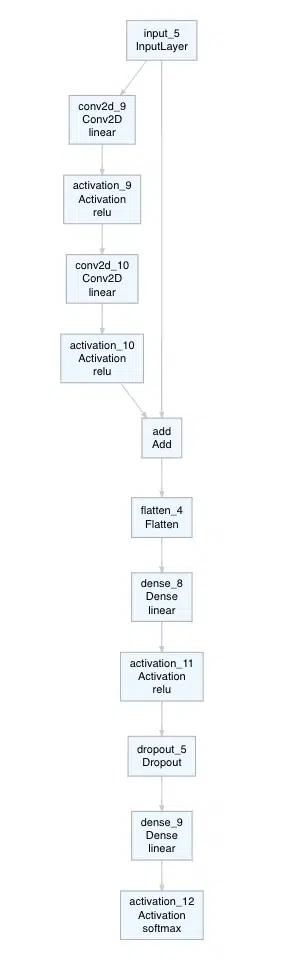 input_5
InputLayer
conv2d_9
Conv2D
linear
activation_9
Activation
relu
conv2d_10
Conv2D
linear
activation_10
Activation
relu
add
Add
flatten_4
Flatten
dense_8
Dense
linear
activation_11
Activation
relu
dropout_5
Dropout
dense_9
Dense
linear
activation_12
Activation
softmax